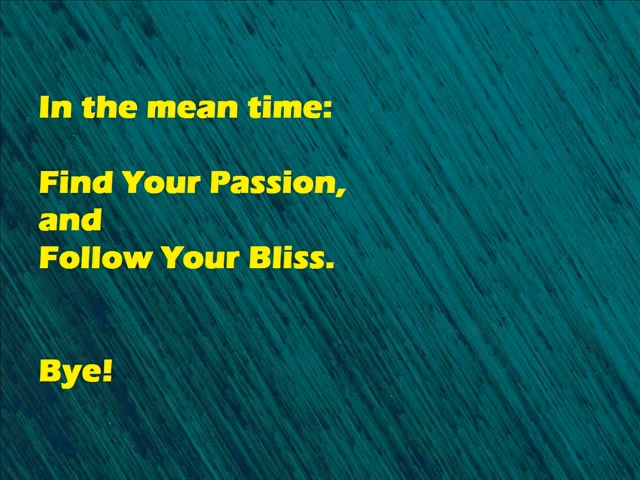 In the mean time:
Find Your Passion,
and
Follow Your Bliss.
Bye!